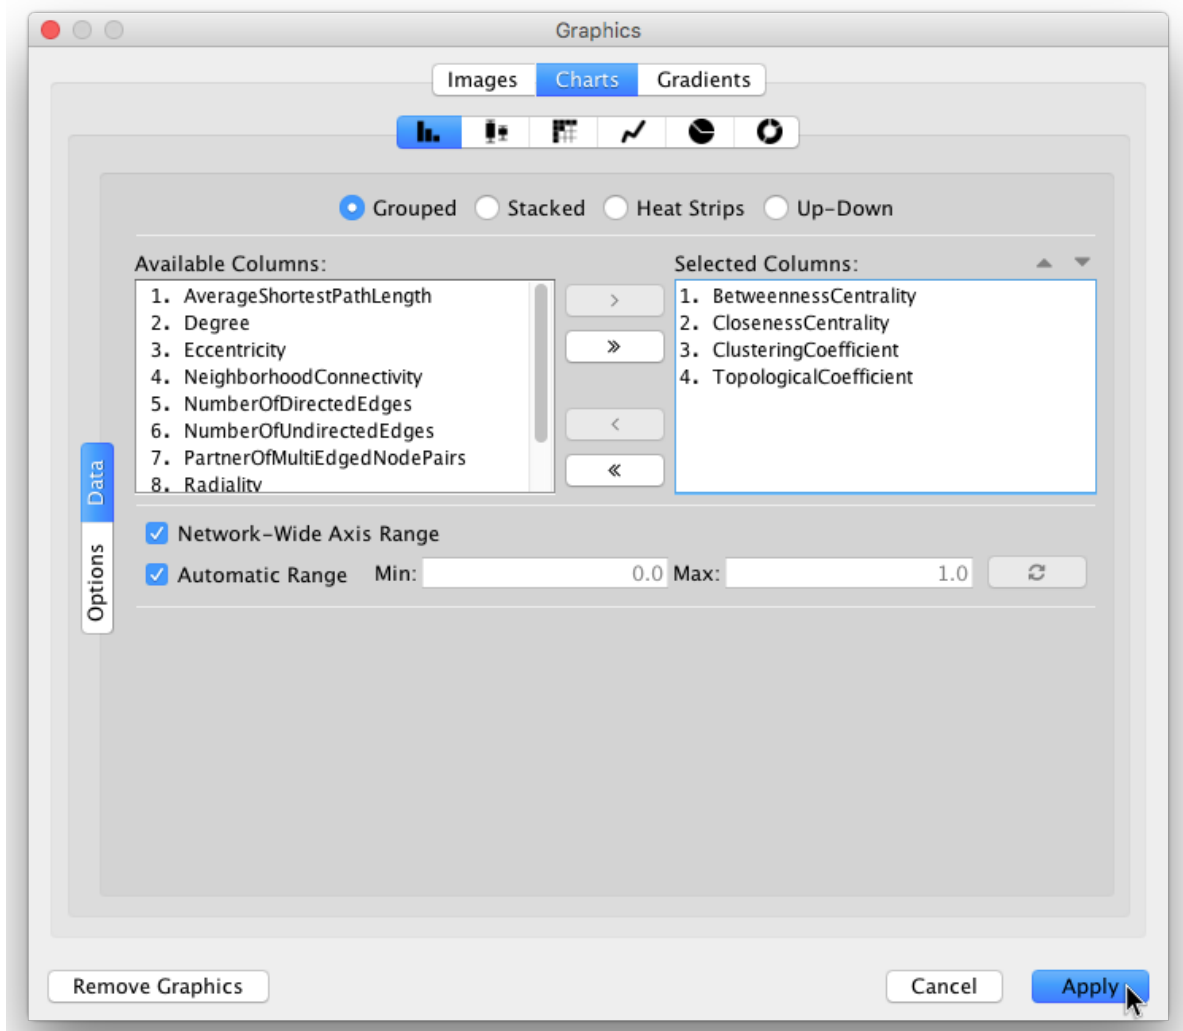 Graphics
Images Charts Gradients
Grouped Stacked Heat Strips Up-Down
Available Columns: Selected Columns:
1. AverageShortestPathLength
2. Degree
3. Eccentricity
4. NeighborhoodConnectivity
5. NumberOfDirectedEdges
6. NumberOfUndirectedEdges
7. PartnerOfMultiEdgedNodePairs
8. Radiality
>
»
<
«
1. BetweennessCentrality
2. ClosenessCentrality
3. ClusteringCoefficient
4. TopologicalCoefficient
Data
Options
Network-Wide Axis Range
Automatic Range Min: 0.0 Max: 1.0
Remove Graphics Cancel Apply